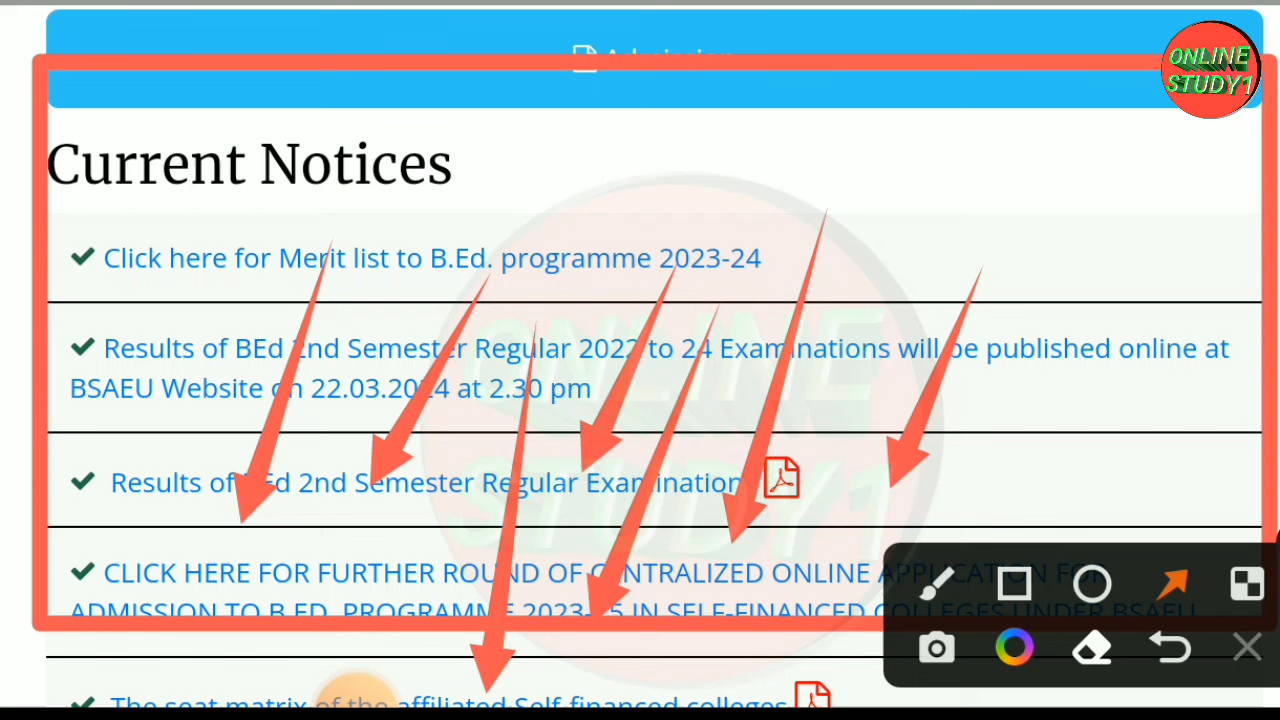 Admission
ONLINE
STUDY1
Current Notices
Click here for Merit list to B.Ed. programme 2023-24
Results of BEd 2nd Semester Regular 2022 to 24 Examinations will be published online at
BSAEU Website on 22.03.2024 at 2.30 pm
Results of BEd 2nd Semester Regular Examination
CLICK HERE FOR FURTHER ROUND OF CENTRALIZED ONLINE APPLICATION FOR
ADMISSION TO B.ED. PROGRAMME 2023-25 IN SELF-FINANCED COLLEGES UNDER BSAEU
The seat matrix of the affiliated Self-financed colleges
ONLINE
STUDY1